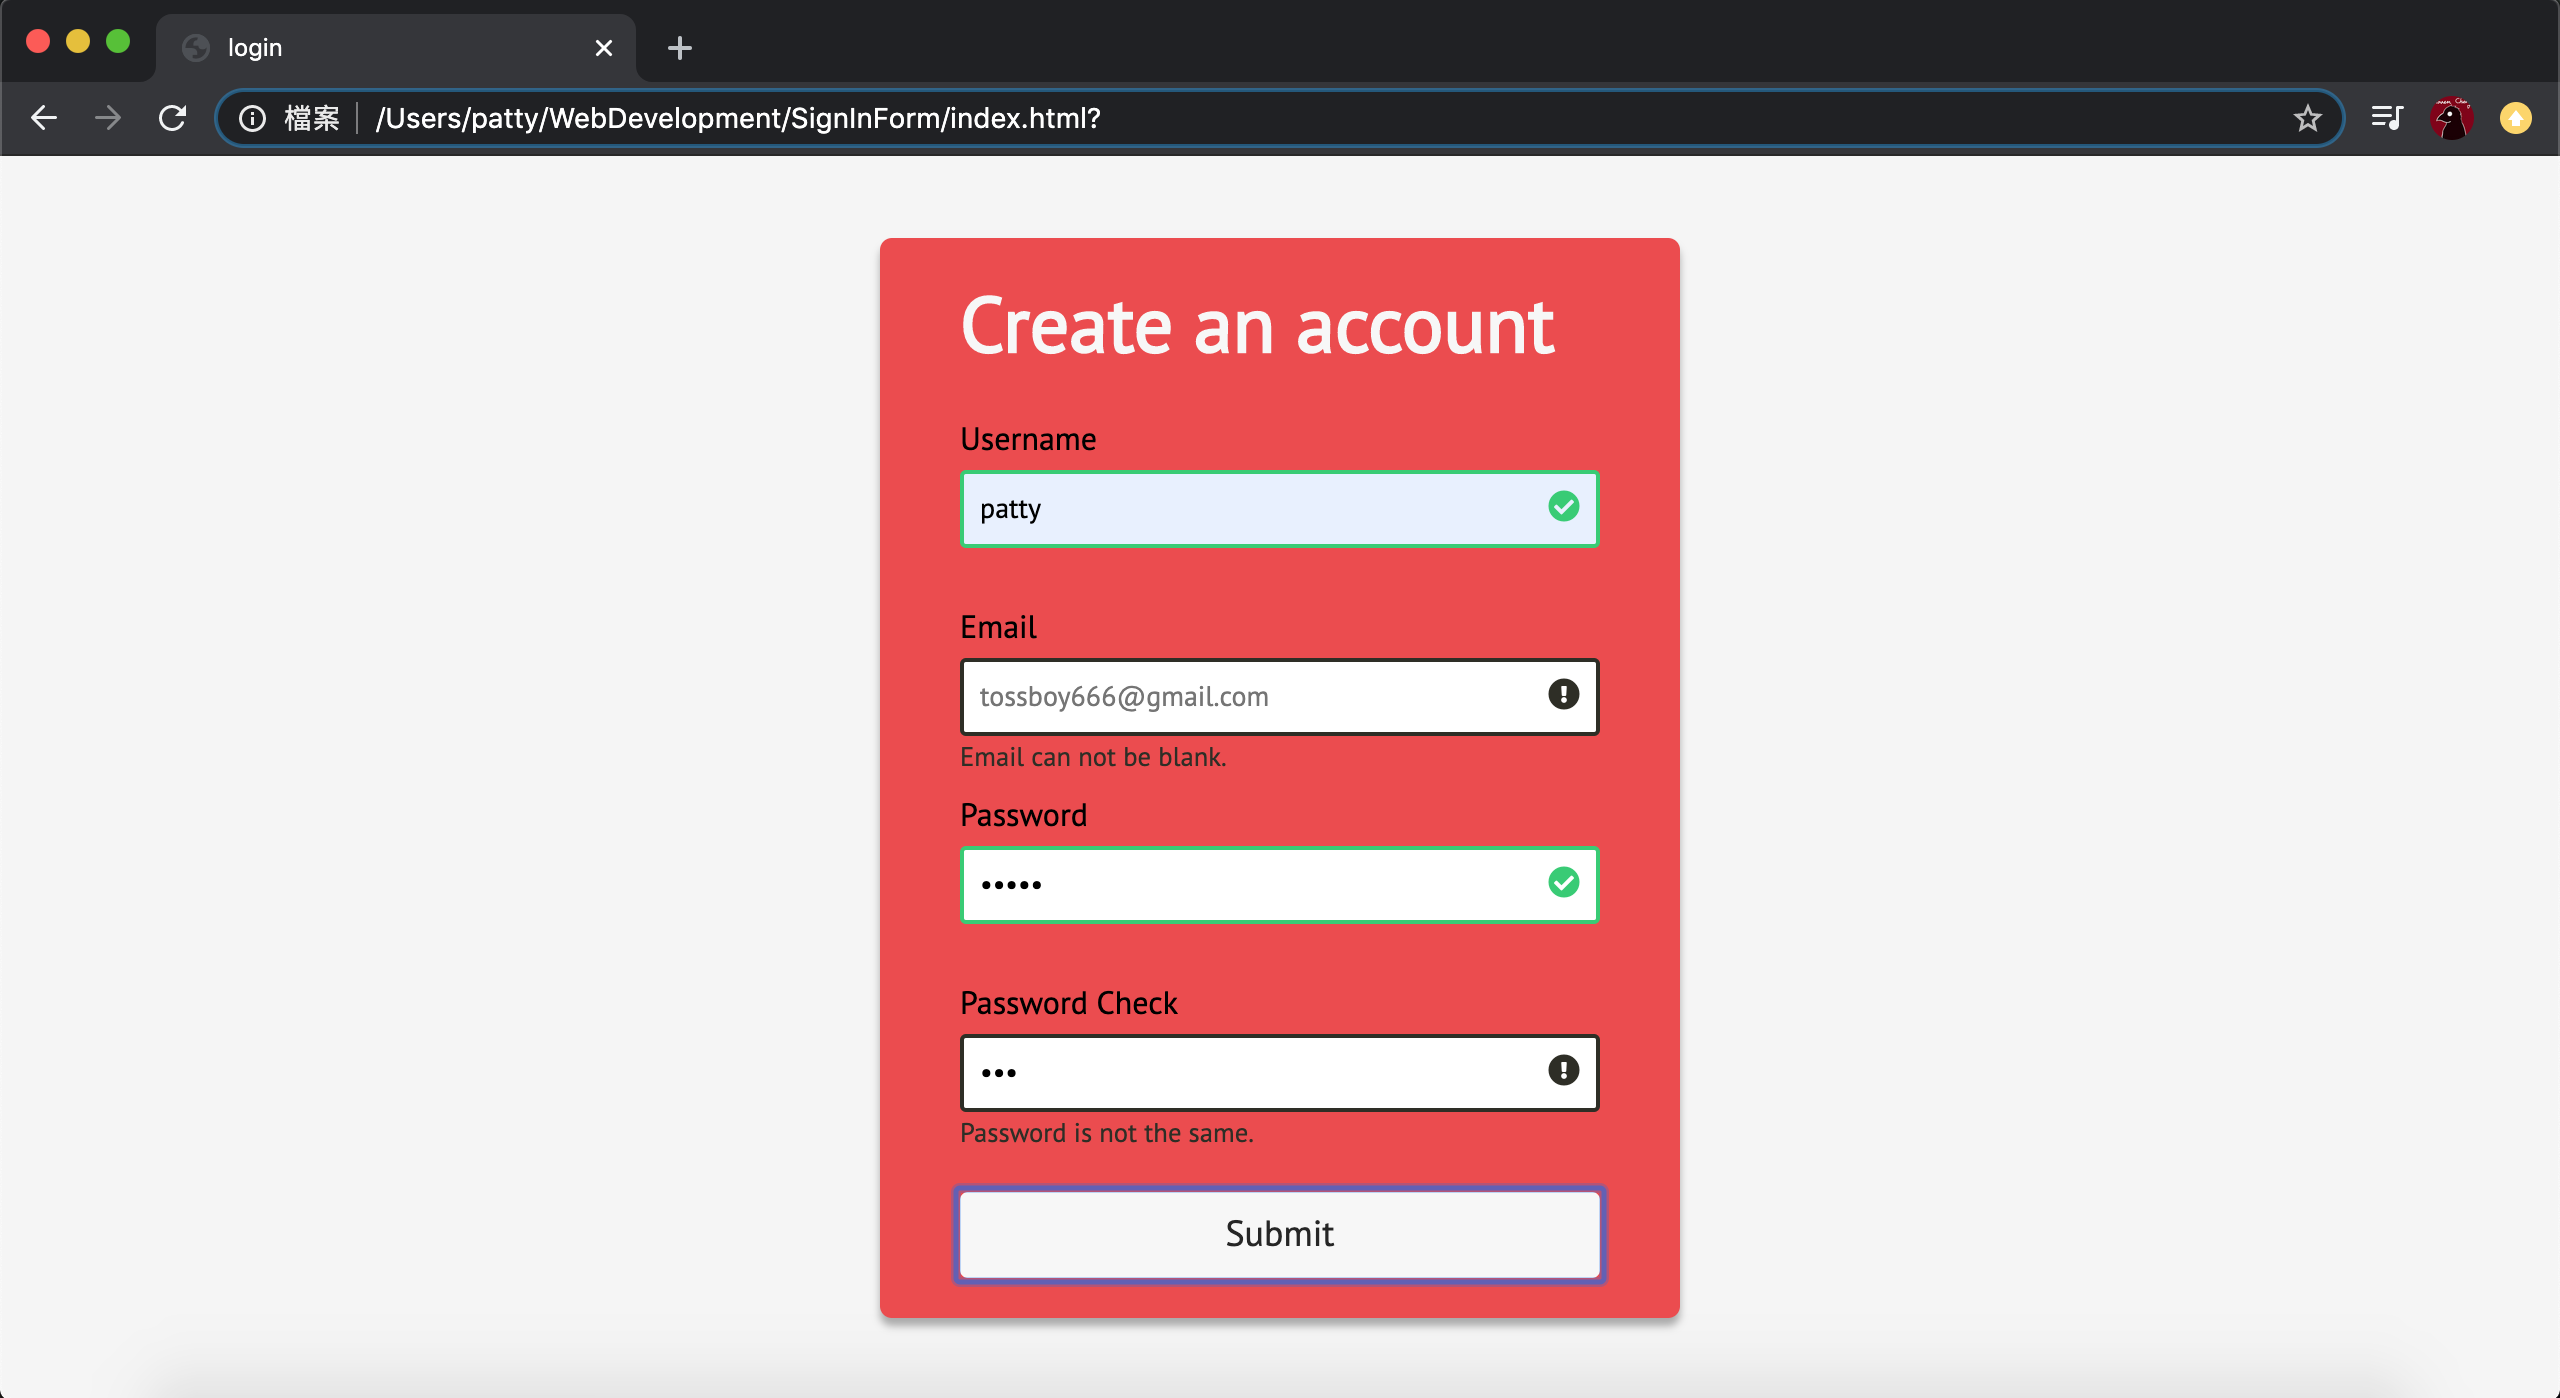 login
檔案 /Users/patty/WebDevelopment/SignInForm/index.html?
Create an account
Username
patty
Email
tossboy666@gmail.com
Email can not be blank.
Password
•••••
Password Check
•••
Password is not the same.
Submit